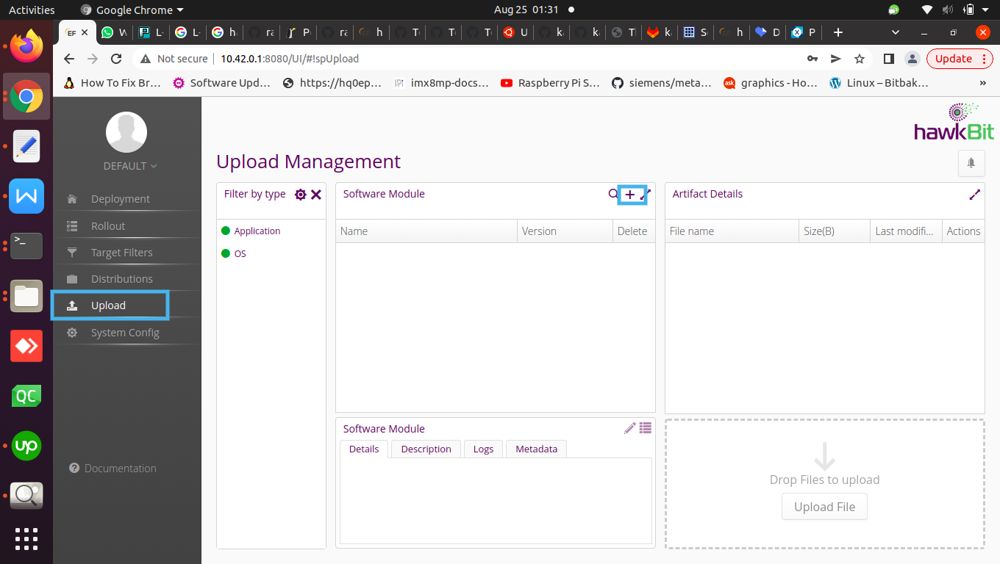 Activities
Google Chrome
Aug 25 01:31
EF
W
L-
L-
h
ra
P
ra
h
T
T
T
U
k
k
Tl
k
S
h
D
P
Not secure
10.42.0.1:8080/UI/#!spUpload
Update
How To Fix Br…
Software Upd…
https://hq0ep…
imx8mp-docs…
Raspberry Pi S…
siemens/meta…
ask
graphics - Ho…
Linux – Bitbak…
»
hawkBit
DEFAULT
Deployment
Rollout
Target Filters
Distributions
Upload
System Config
Documentation
Upload Management
Filter by type
Application
OS
Software Module
Name
Version
Delete
Artifact Details
File name
Size(B)
Last modifi...
Actions
Software Module
Details
Description
Logs
Metadata
Drop Files to upload
Upload File
>_
QC
up